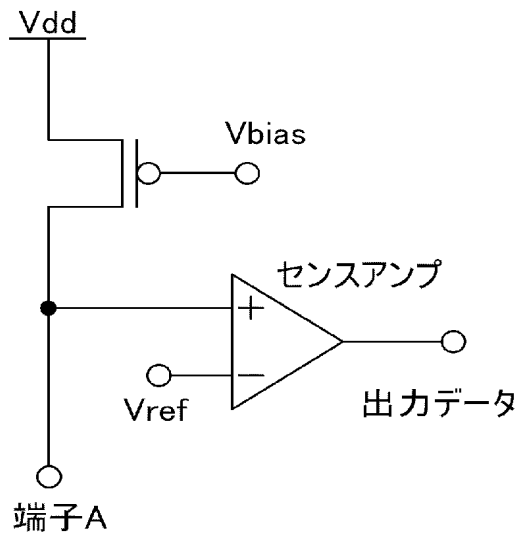 Vdd
Vbias
センスアンプ
+
−
Vref
出力データ
端子A